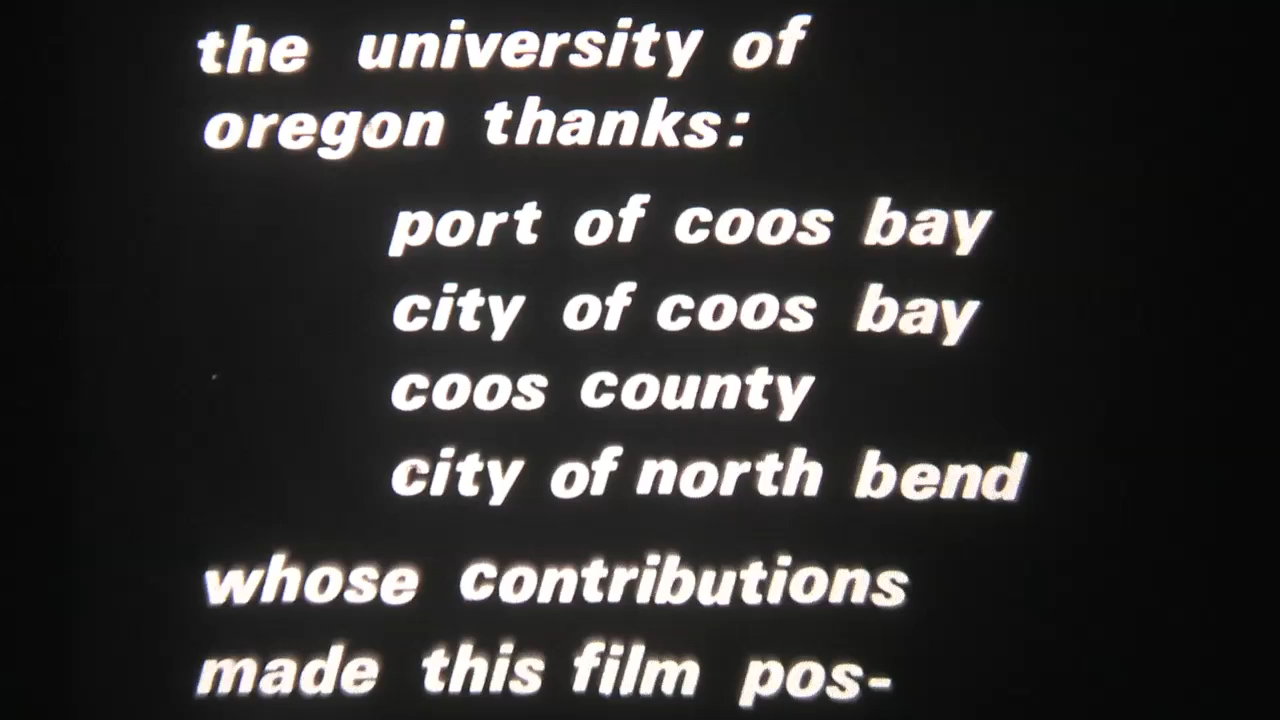 the university of
oregon thanks:
port of coos bay
city of coos bay
coos county
city of north bend
whose contributions
made this film pos-